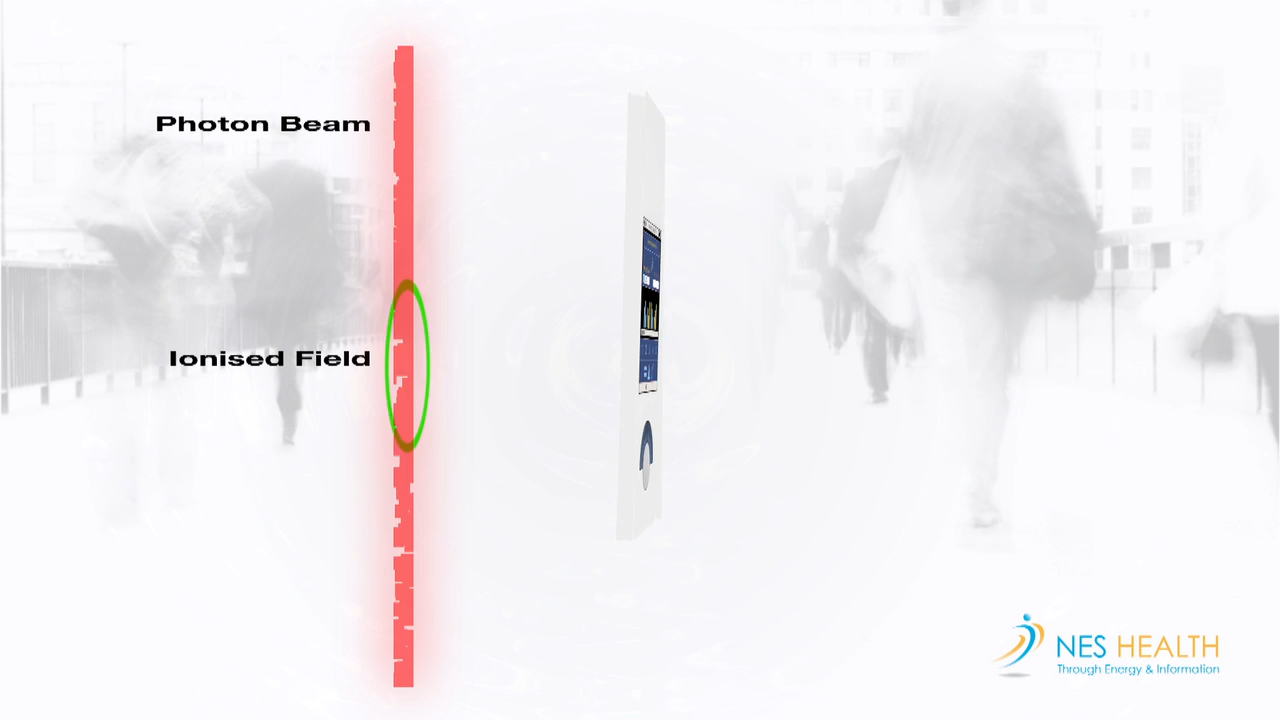 Photon Beam
Ionised Field
NES HEALTH
Through Energy & Information